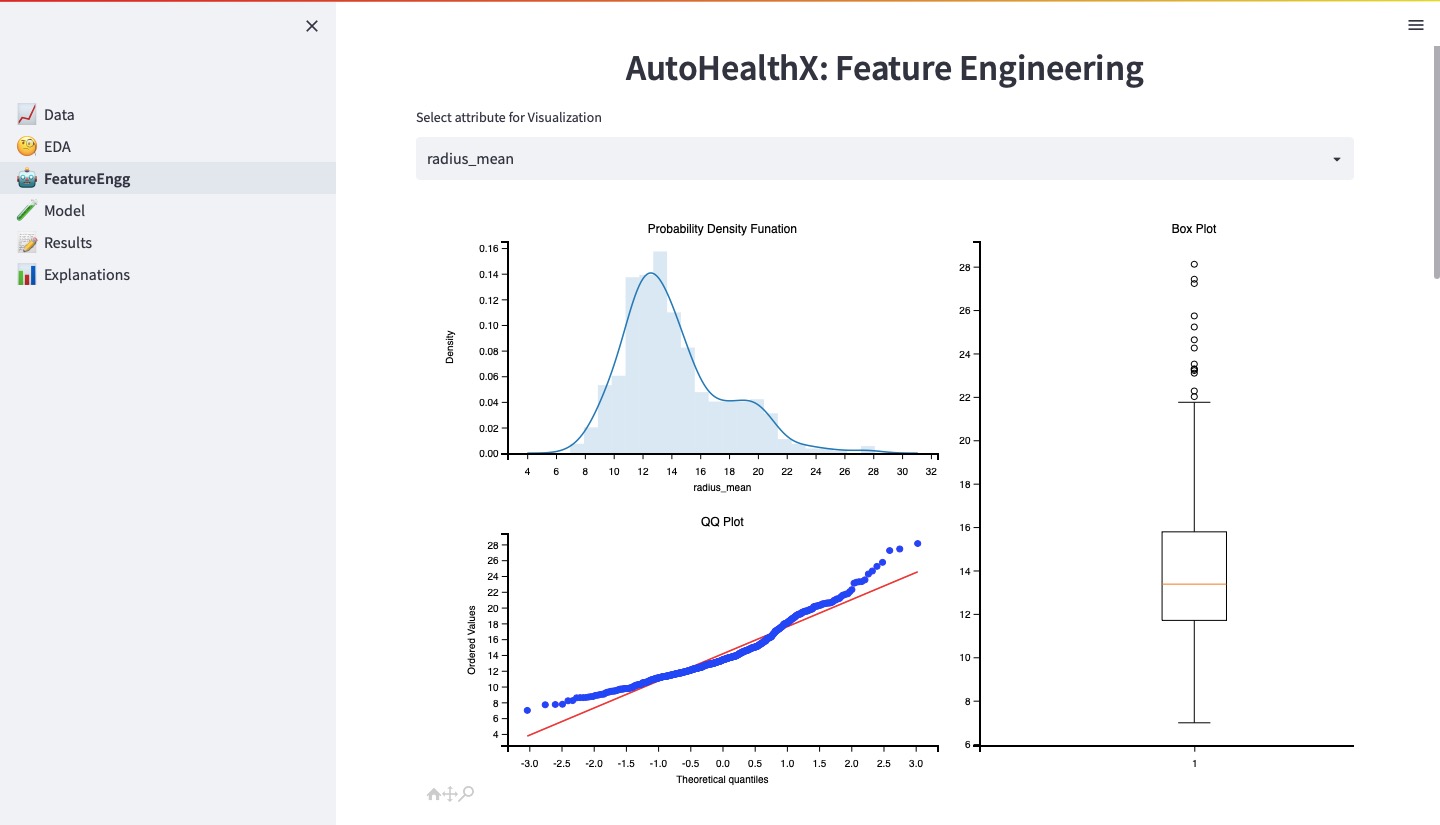 AutoHealthX: Feature Engineering
Data
EDA
FeatureEngg
Model
Results
Explanations
Select attribute for Visualization
radius_mean
Probability Density Funation
0.16
0.14
0.12
0.10
0.08
0.06
0.04
0.02
0.00
Density
4 6 8 10 12 14 16 18 20 22 24 26 28 30 32
radius_mean
QQ Plot
28
26
24
22
20
18
16
14
12
10
8
6
4
Ordered Values
-3.0 -2.5 -2.0 -1.5 -1.0 -0.5 0.0 0.5 1.0 1.5 2.0 2.5 3.0
Theoretical quantiles
Box Plot
28
26
24
22
20
18
16
14
12
10
8
6
1